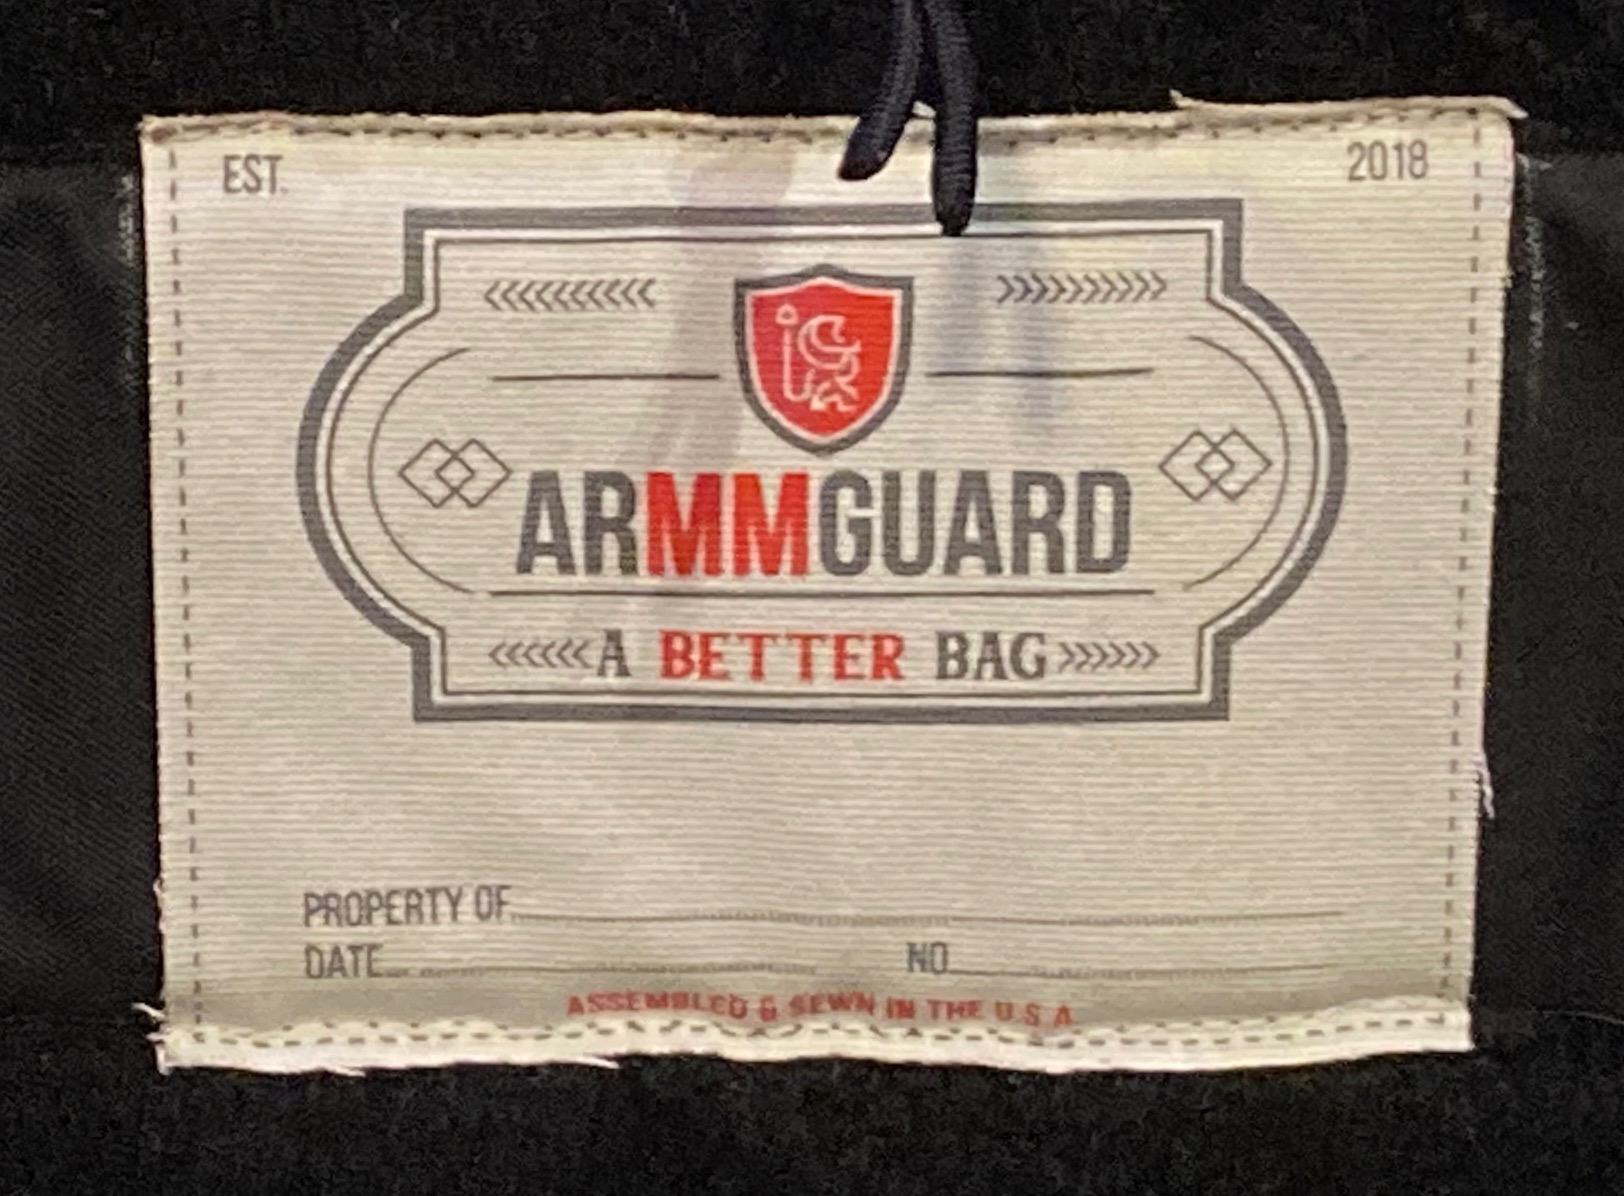 EST. 2018
ARMMGUARD
A BETTER BAG
PROPERTY OF
DATE NO
ASSEMBLED & SEWN IN THE U.S.A.